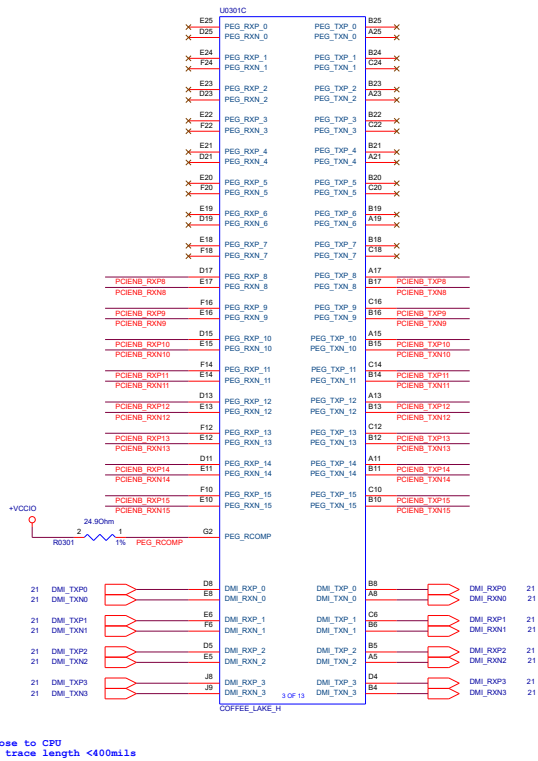 U0301C
E25 PEG_RXP_0 PEG_TXP_0 B25
D25 PEG_RXN_0 PEG_TXN_0 A25
E24 PEG_RXP_1 PEG_TXP_1 B24
F24 PEG_RXN_1 PEG_TXN_1 C24
E23 PEG_RXP_2 PEG_TXP_2 B23
D23 PEG_RXN_2 PEG_TXN_2 A23
E22 PEG_RXP_3 PEG_TXP_3 B22
F22 PEG_RXN_3 PEG_TXN_3 C22
E21 PEG_RXP_4 PEG_TXP_4 B21
D21 PEG_RXN_4 PEG_TXN_4 A21
E20 PEG_RXP_5 PEG_TXP_5 B20
F20 PEG_RXN_5 PEG_TXN_5 C20
E19 PEG_RXP_6 PEG_TXP_6 B19
D19 PEG_RXN_6 PEG_TXN_6 A19
E18 PEG_RXP_7 PEG_TXP_7 B18
F18 PEG_RXN_7 PEG_TXN_7 C18
PCIENB_RXP8 D17 PEG_RXP_8 PEG_TXP_8 A17 PCIENB_TXP8
PCIENB_RXN8 E17 PEG_RXN_8 PEG_TXN_8 B17 PCIENB_TXN8
PCIENB_RXP9 F16 PEG_RXP_9 PEG_TXP_9 C16 PCIENB_TXP9
PCIENB_RXN9 E16 PEG_RXN_9 PEG_TXN_9 B16 PCIENB_TXN9
PCIENB_RXP10 D15 PEG_RXP_10 PEG_TXP_10 A15 PCIENB_TXP10
PCIENB_RXN10 E15 PEG_RXN_10 PEG_TXN_10 B15 PCIENB_TXN10
PCIENB_RXP11 F14 PEG_RXP_11 PEG_TXP_11 C14 PCIENB_TXP11
PCIENB_RXN11 E14 PEG_RXN_11 PEG_TXN_11 B14 PCIENB_TXN11
PCIENB_RXP12 D13 PEG_RXP_12 PEG_TXP_12 A13 PCIENB_TXP12
PCIENB_RXN12 E13 PEG_RXN_12 PEG_TXN_12 B13 PCIENB_TXN12
PCIENB_RXP13 F12 PEG_RXP_13 PEG_TXP_13 C12 PCIENB_TXP13
PCIENB_RXN13 E12 PEG_RXN_13 PEG_TXN_13 B12 PCIENB_TXN13
PCIENB_RXP14 D11 PEG_RXP_14 PEG_TXP_14 A11 PCIENB_TXP14
PCIENB_RXN14 E11 PEG_RXN_14 PEG_TXN_14 B11 PCIENB_TXN14
PCIENB_RXP15 F10 PEG_RXP_15 PEG_TXP_15 C10 PCIENB_TXP15
PCIENB_RXN15 E10 PEG_RXN_15 PEG_TXN_15 B10 PCIENB_TXN15
+VCCIO
24.9Ohm
2 1 G2 PEG_RCOMP
R0301 1% PEG_RCOMP
21 DMI_TXP0 D8 DMI_RXP_0 DMI_TXP_0 B8 DMI_RXP0 21
21 DMI_TXN0 E8 DMI_RXN_0 DMI_TXN_0 A8 DMI_RXN0 21
21 DMI_TXP1 E6 DMI_RXP_1 DMI_TXP_1 C6 DMI_RXP1 21
21 DMI_TXN1 F6 DMI_RXN_1 DMI_TXN_1 B6 DMI_RXN1 21
21 DMI_TXP2 D5 DMI_RXP_2 DMI_TXP_2 B5 DMI_RXP2 21
21 DMI_TXN2 E5 DMI_RXN_2 DMI_TXN_2 A5 DMI_RXN2 21
21 DMI_TXP3 J8 DMI_RXP_3 DMI_TXP_3 D4 DMI_RXP3 21
21 DMI_TXN3 J9 DMI_RXN_3 DMI_TXN_3 B4 DMI_RXN3 21
3 OF 13
COFFEE_LAKE_H
ose to CPU
trace length <400mils